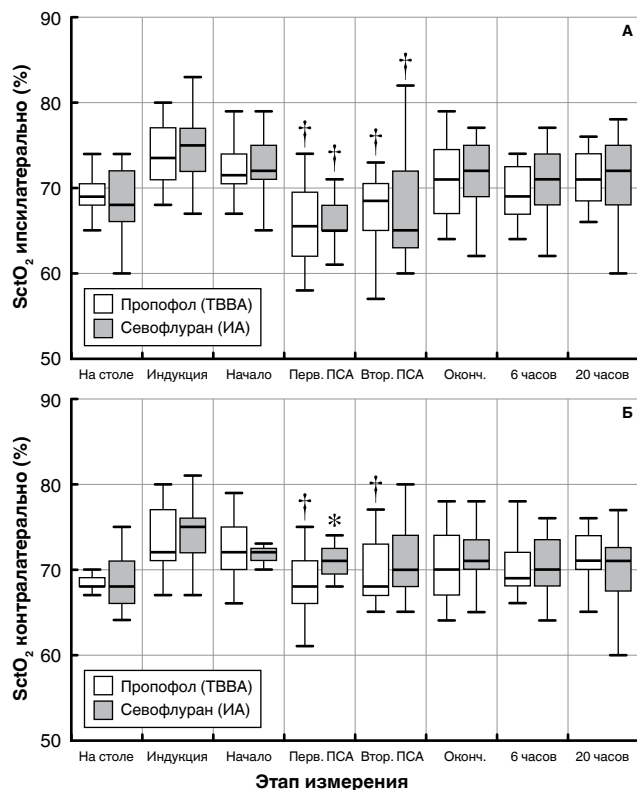 90
А
80
70
60
50
SctO₂ ипсилатерально (%)
† † † †
Пропофол (ТВВА)
Севофлуран (ИА)
На столе Индукция Начало Перв. ПСА Втор. ПСА Оконч. 6 часов 20 часов
90
Б
80
70
60
50
SctO₂ контралатерально (%)
† * †
Пропофол (ТВВА)
Севофлуран (ИА)
На столе Индукция Начало Перв. ПСА Втор. ПСА Оконч. 6 часов 20 часов
Этап измерения